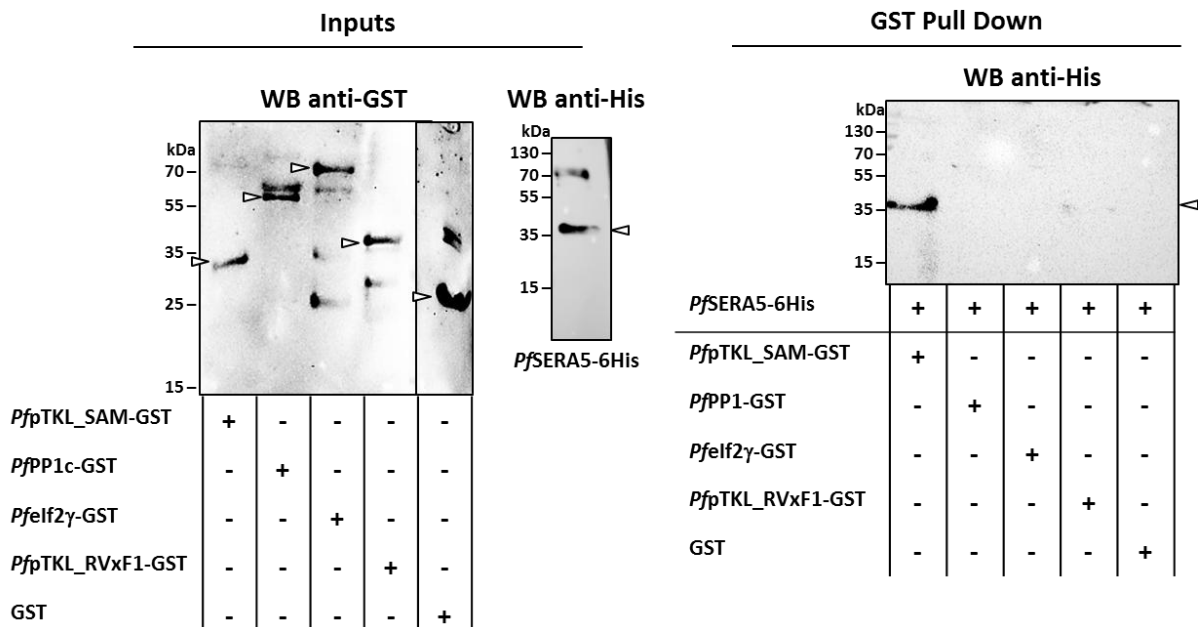 Inputs
WB anti-GST
kDa
70
55
35
25
15
PfpTKL_SAM-GST + - - - -
PfPP1c-GST - + - - -
PfeIf2γ-GST - - + - -
PfpTKL_RVxF1-GST - - - + -
GST - - - - +
WB anti-His
kDa
130
70
55
35
15
PfSERA5-6His
GST Pull Down
WB anti-His
kDa
130
70
55
35
15
PfSERA5-6His + + + + +
PfpTKL_SAM-GST + - - - -
PfPP1-GST - + - - -
PfeIf2γ-GST - - + - -
PfpTKL_RVxF1-GST - - - + -
GST - - - - +